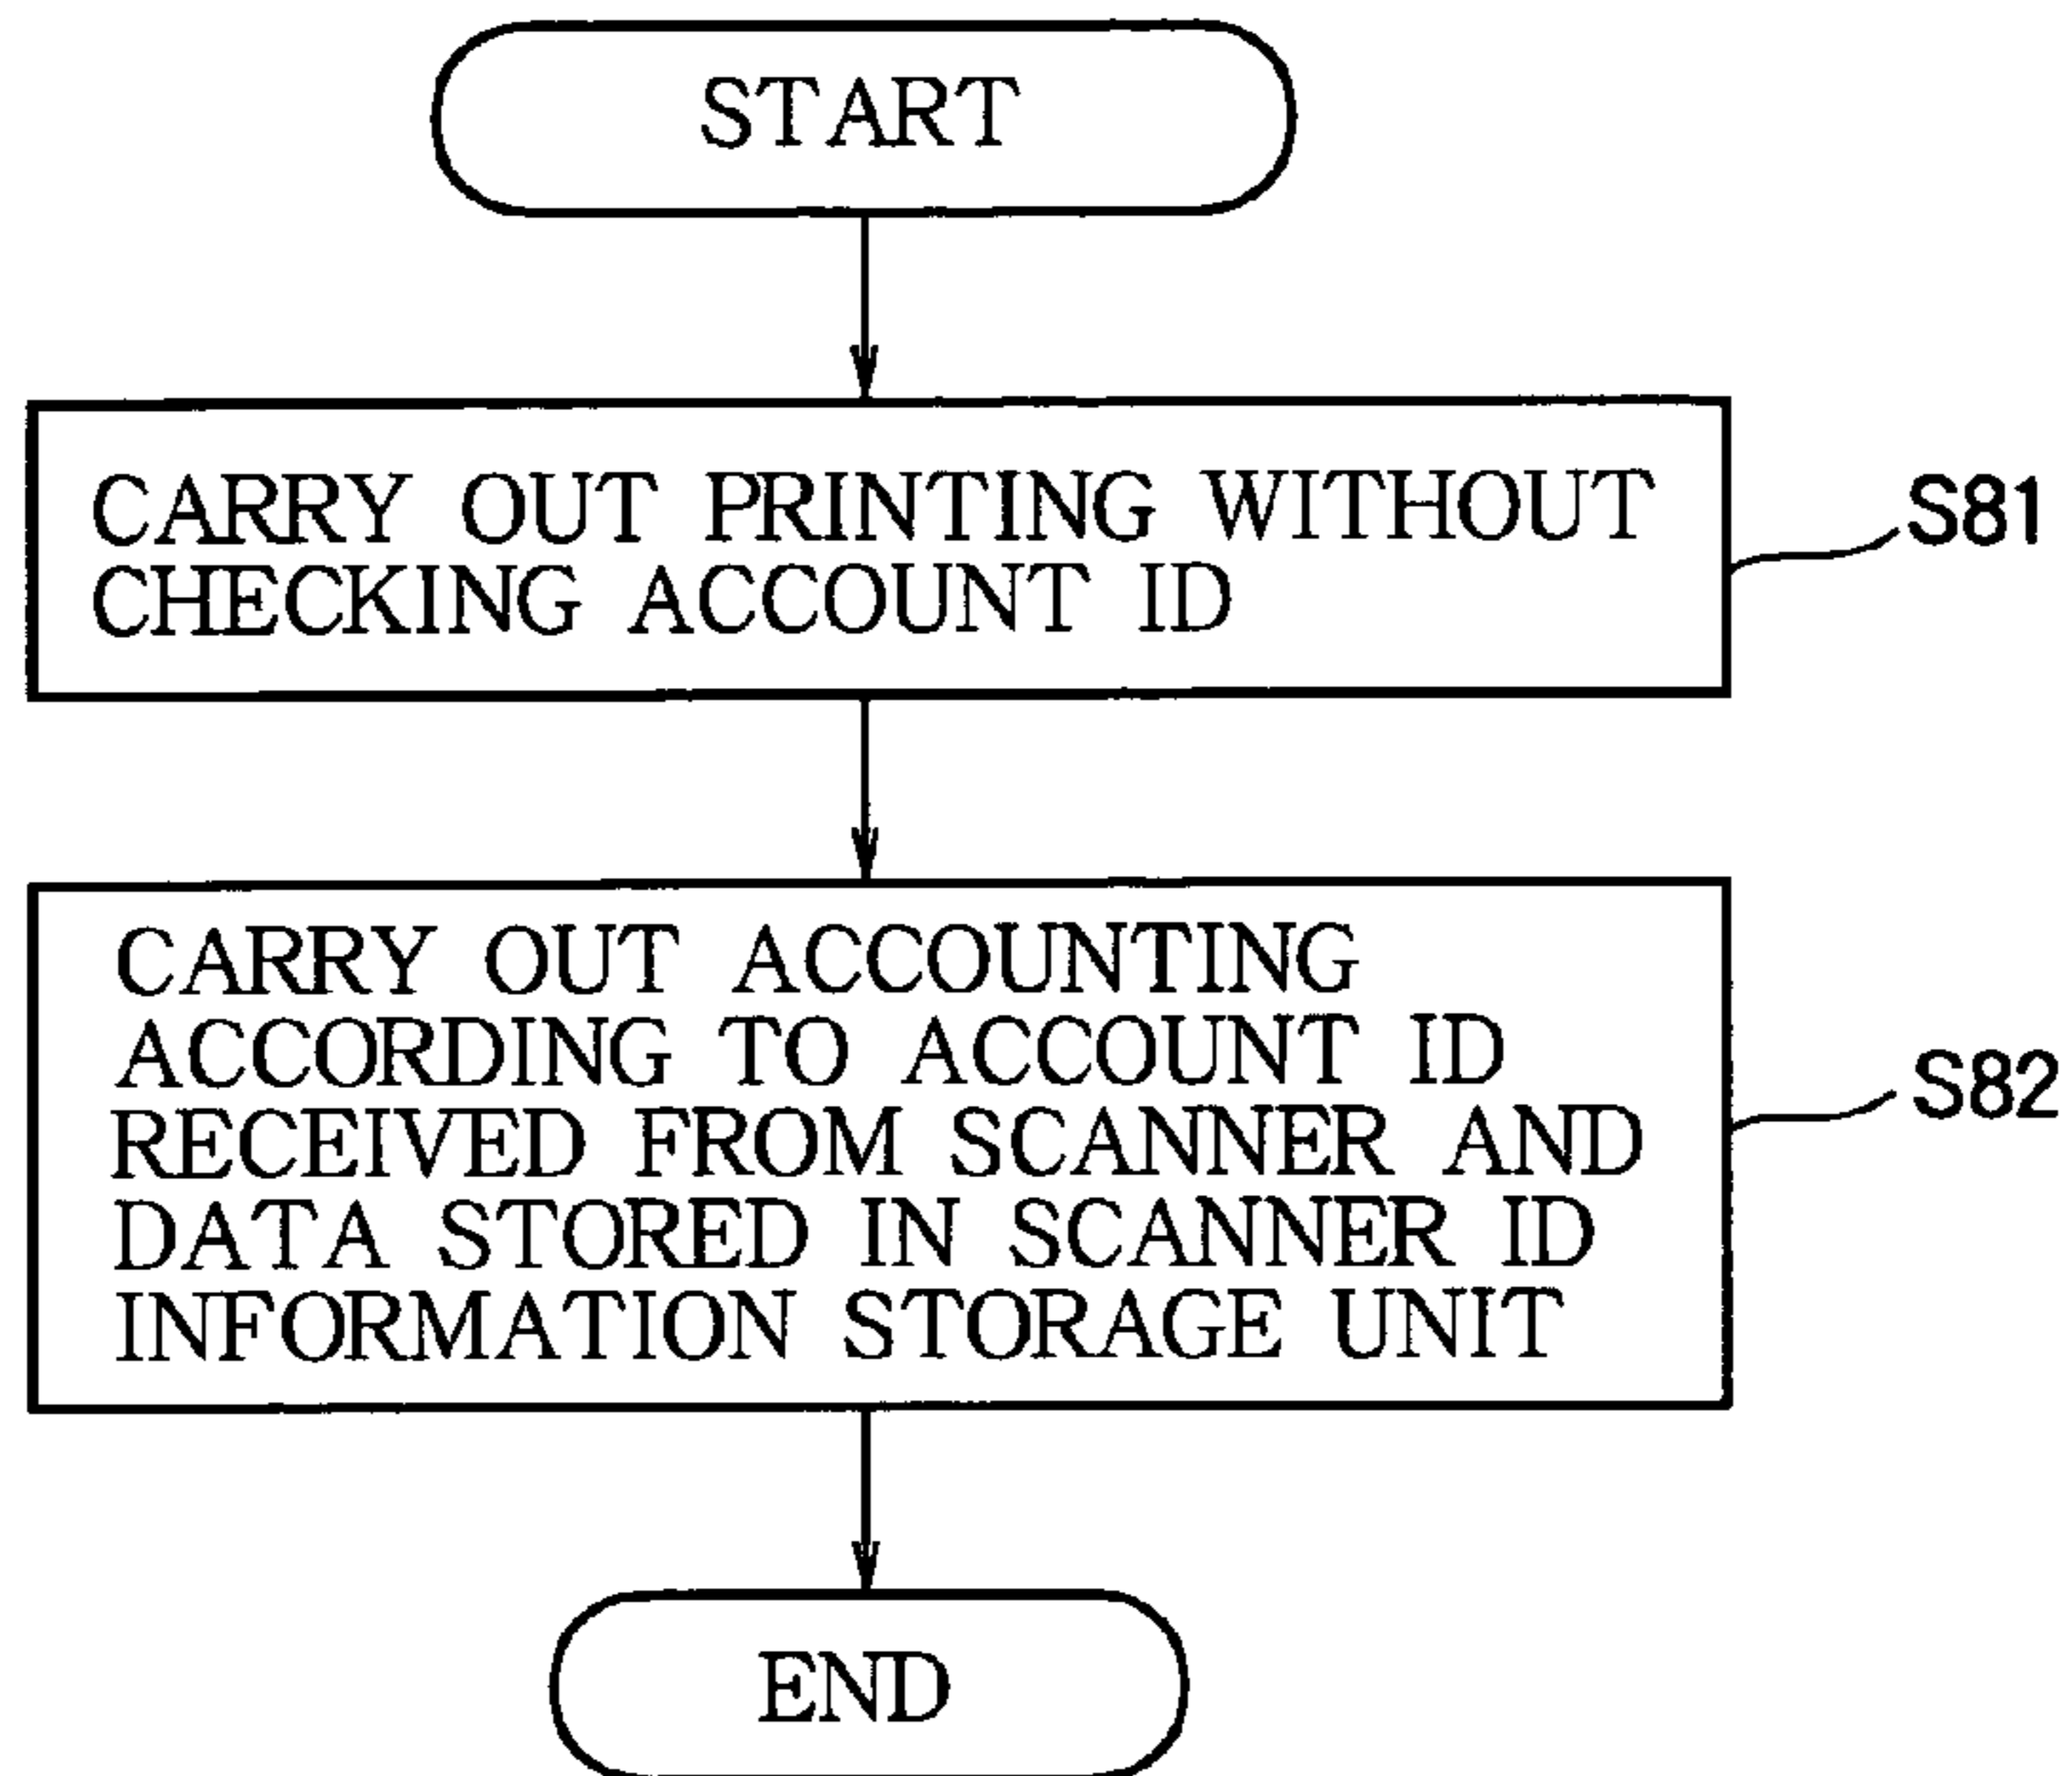 START
CARRY OUT PRINTING WITHOUT
CHECKING ACCOUNT ID
S81
CARRY OUT ACCOUNTING
ACCORDING TO ACCOUNT ID
RECEIVED FROM SCANNER AND
DATA STORED IN SCANNER ID
INFORMATION STORAGE UNIT
S82
END